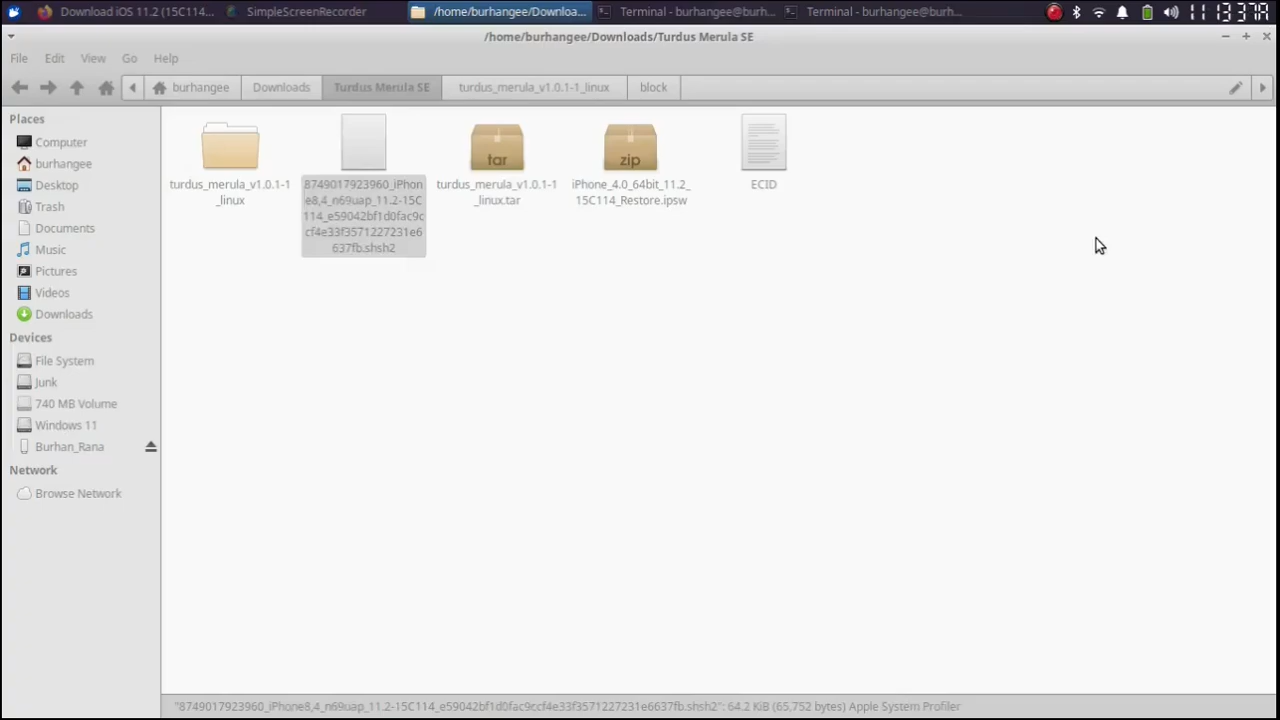 Download iOS 11.2 (15C114...
SimpleScreenRecorder
/home/burhangee/Downloa...
Terminal - burhangee@burh...
Terminal - burhangee@burh...
/home/burhangee/Downloads/Turdus Merula SE
File Edit View Go Help
burhangee Downloads Turdus Merula SE turdus_merula_v1.0.1-1_linux block
Places
Computer
burhangee
Desktop
Trash
Documents
Music
Pictures
Videos
Downloads
Devices
File System
Junk
740 MB Volume
Windows 11
Burhan_Rana
Network
Browse Network
turdus_merula_v1.0.1-1
_linux
8749017923960_iPhon
e8,4_n69uap_11.2-15C
114_e59042bf1d0fac9c
cf4e33f3571227231e6
637fb.shsh2
tar
turdus_merula_v1.0.1-1
_linux.tar
zip
iPhone_4.0_64bit_11.2_
15C114_Restore.ipsw
ECID
"8749017923960_iPhone8,4_n69uap_11.2-15C114_e59042bf1d0fac9ccf4e33f3571227231e6637fb.shsh2": 64.2 KiB (65,752 bytes) Apple System Profiler